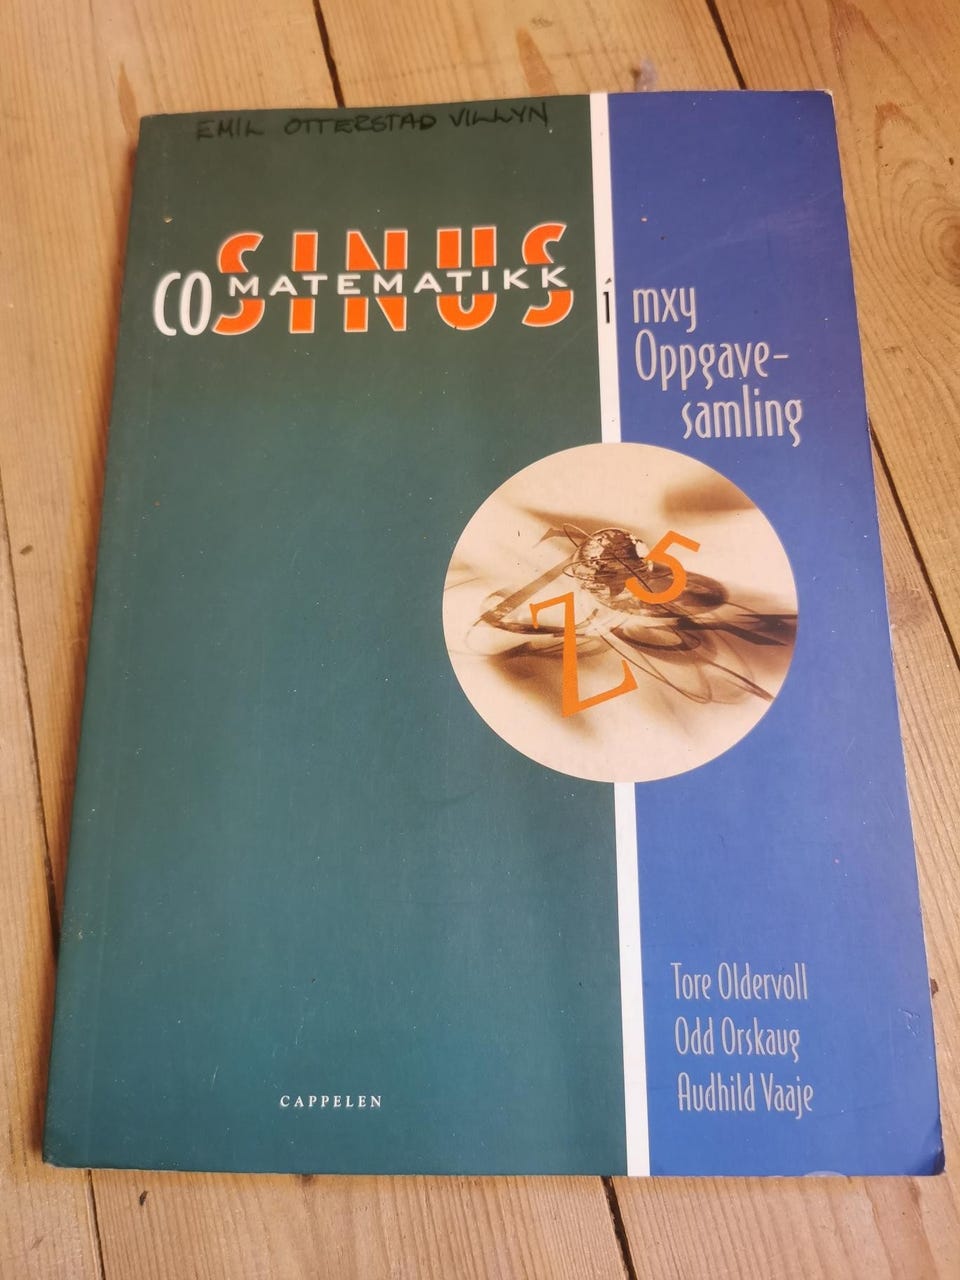 EMIL OTTERSTAD VILLYN
CO SINUS
MATEMATIKK
1 mxy
Oppgave-
samling
Z 5
Tore Oldervoll
Odd Orskaug
Audhild Vaaje
CAPPELEN